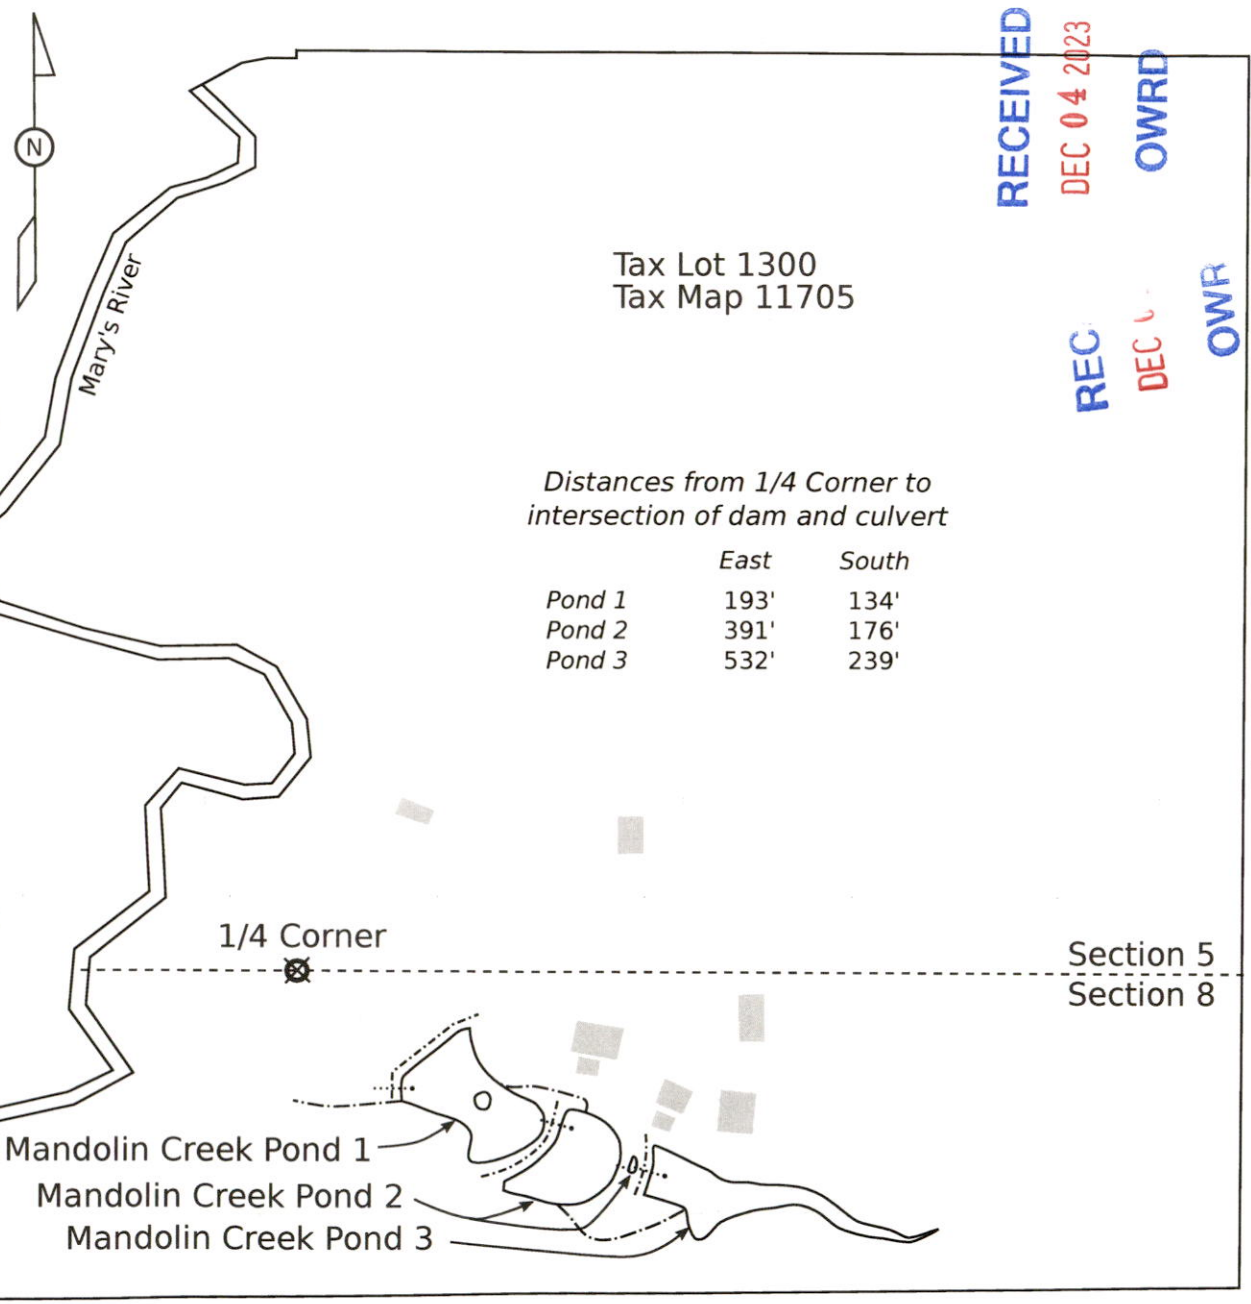 RECEIVED
DEC 04 2023
OWRD
N
Mary's River
Tax Lot 1300
Tax Map 11705
REC
DEC
OWR
Distances from 1/4 Corner to
intersection of dam and culvert
East South
Pond 1 193' 134'
Pond 2 391' 176'
Pond 3 532' 239'
1/4 Corner
Section 5
Section 8
Mandolin Creek Pond 1
Mandolin Creek Pond 2
Mandolin Creek Pond 3